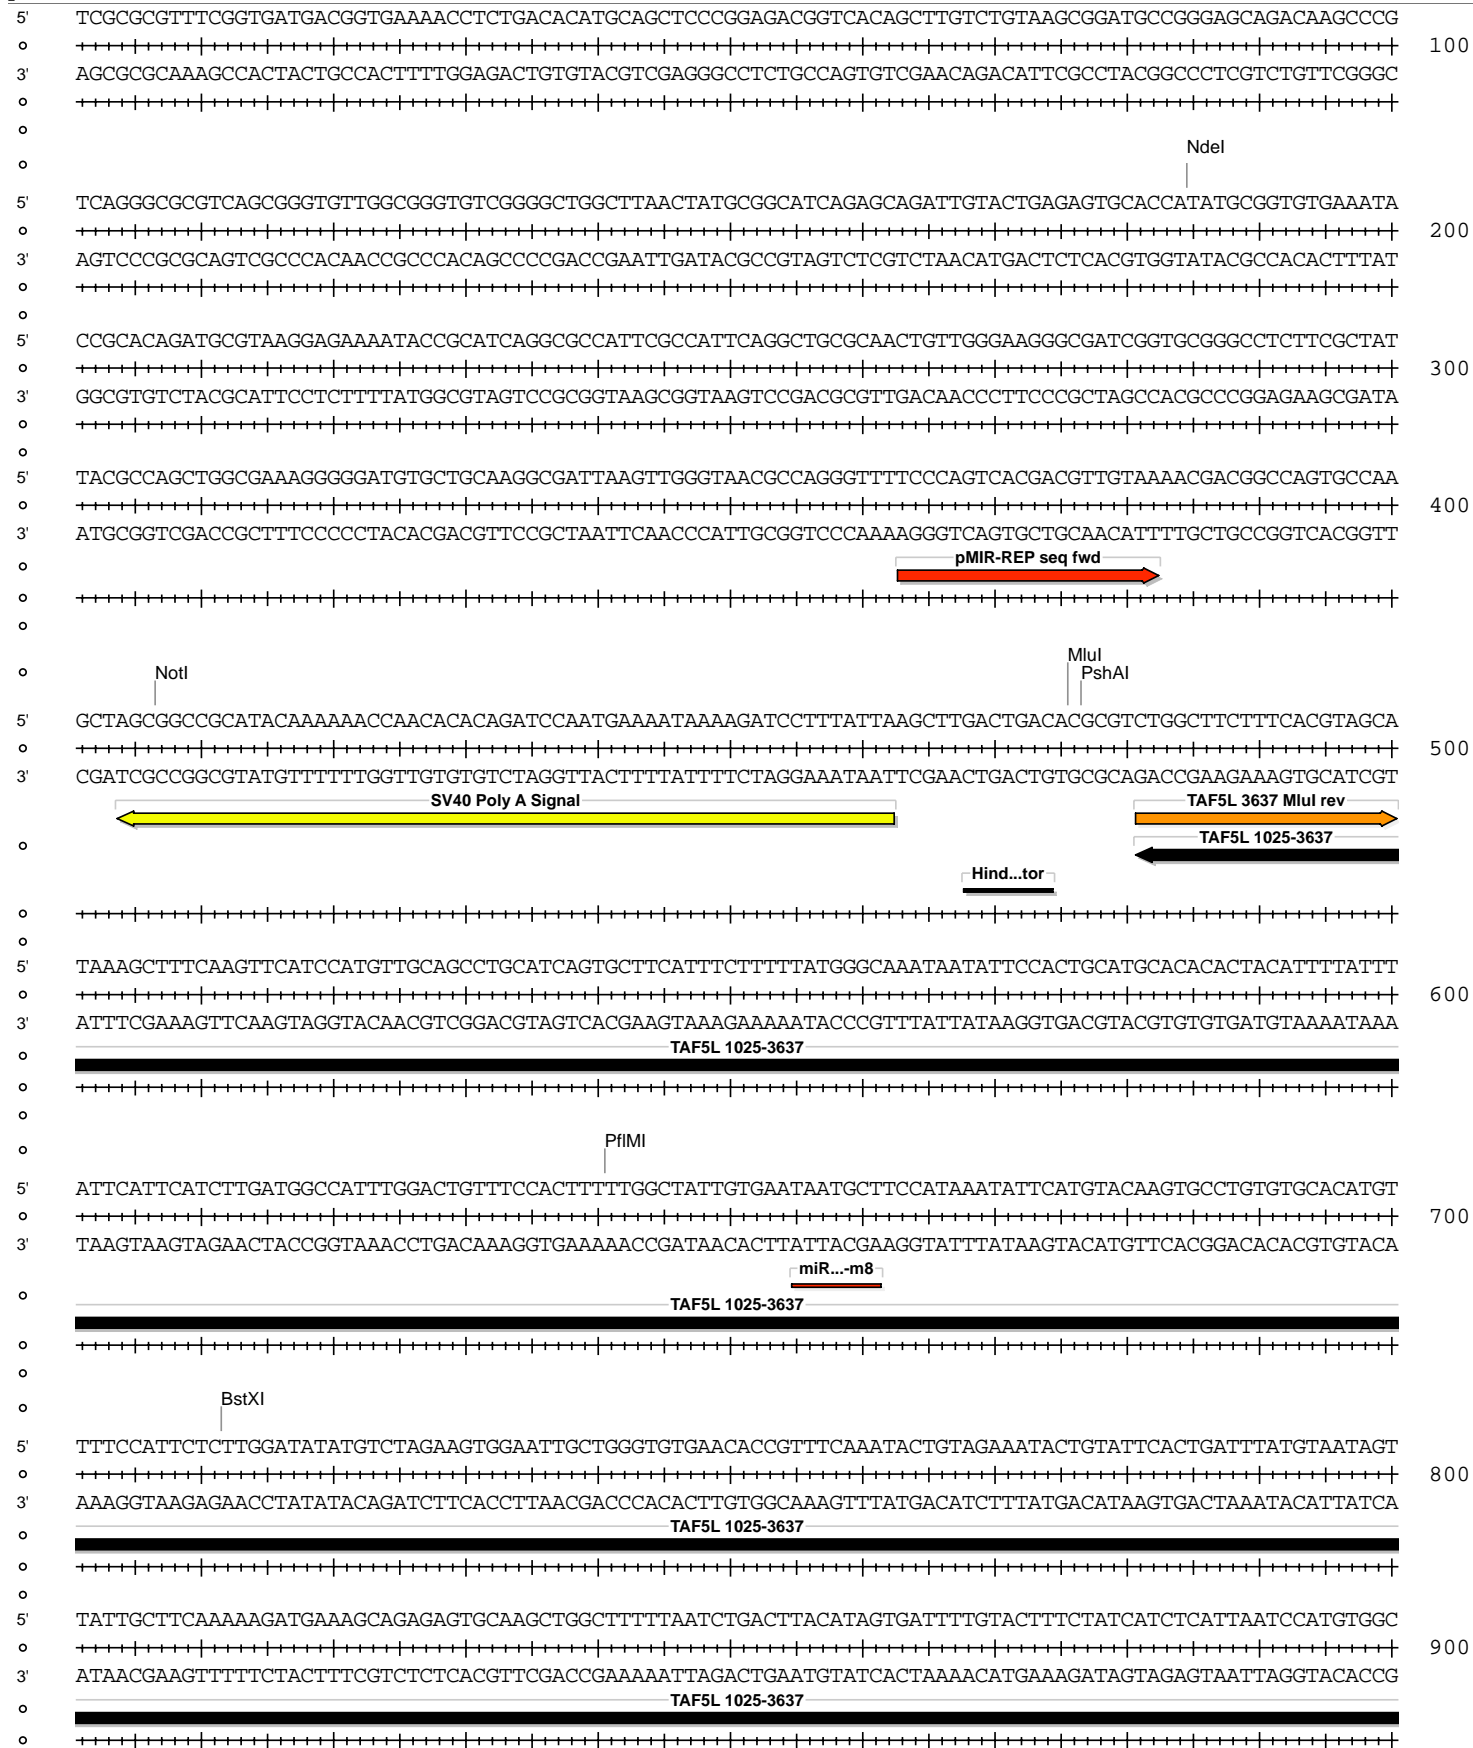 5' TCGCGCGTTTCGGTGATGACGGTGAAAACCTCTGACACATGCAGCTCCCGGAGACGGTCACAGCTTGTCTGTAAGCGGATGCCGGGAGCAGACAAGCCCG
100
3' AGCGCGCAAAGCCACTACTGCCACTTTTGGAGACTGTGTACGTCGAGGGCCTCTGCCAGTGTCGAACAGACATTCGCCTACGGCCCTCGTCTGTTCGGGC
NdeI
5' TCAGGGCGCGTCAGCGGGTGTTGGCGGGTGTCGGGGCTGGCTTAACTATGCGGCATCAGAGCAGATTGTACTGAGAGTGCACCATATGCGGTGTGAAATA
200
3' AGTCCCGCGCAGTCGCCCACAACCGCCCACAGCCCCGACCGAATTGATACGCCGTAGTCTCGTCTAACATGACTCTCACGTGGTATACGCCACACTTTAT
5' CCGCACAGATGCGTAAGGAGAAAATACCGCATCAGGCGCCATTCGCCATTCAGGCTGCGCAACTGTTGGGAAGGGCGATCGGTGCGGGCCTCTTCGCTAT
300
3' GGCGTGTCTACGCATTCCTCTTTTATGGCGTAGTCCGCGGTAAGCGGTAAGTCCGACGCGTTGACAACCCTTCCCGCTAGCCACGCCCGGAGAAGCGATA
5' TACGCCAGCTGGCGAAAGGGGGATGTGCTGCAAGGCGATTAAGTTGGGTAACGCCAGGGTTTTCCCAGTCACGACGTTGTAAAACGACGGCCAGTGCCAA
400
3' ATGCGGTCGACCGCTTTCCCCCTACACGACGTTCCGCTAATTCAACCCATTGCGGTCCCAAAAGGGTCAGTGCTGCAACATTTTGCTGCCGGTCACGGTT
pMIR-REP seq fwd
MluI
NotI PshAI
5' GCTAGCGGCCGCATACAAAAAACCAACACACAGATCCAATGAAAATAAAAGATCCTTTATTAAGCTTGACTGACACGCGTCTGGCTTCTTTCACGTAGCA
500
3' CGATCGCCGGCGTATGTTTTTTGGTTGTGTGTCTAGGTTACTTTTATTTTCTAGGAAATAATTCGAACTGACTGTGCGCAGACCGAAGAAAGTGCATCGT
SV40 Poly A Signal TAF5L 3637 MluI rev
TAF5L 1025-3637
Hind...tor
5' TAAAGCTTTCAAGTTCATCCATGTTGCAGCCTGCATCAGTGCTTCATTTCTTTTTATGGGCAAATAATATTCCACTGCATGCACACACTACATTTTATTT
600
3' ATTTCGAAAGTTCAAGTAGGTACAACGTCGGACGTAGTCACGAAGTAAAGAAAAATACCCGTTTATTATAAGGTGACGTACGTGTGTGATGTAAAATAAA
TAF5L 1025-3637
PflMI
5' ATTCATTCATCTTGATGGCCATTTGGACTGTTTCCACTTTTTGGCTATTGTGAATAATGCTTCCATAAATATTCATGTACAAGTGCCTGTGTGCACATGT
700
3' TAAGTAAGTAGAACTACCGGTAAACCTGACAAAGGTGAAAAACCGATAACACTTATTACGAAGGTATTTATAAGTACATGTTCACGGACACACGTGTACA
miR...-m8
TAF5L 1025-3637
BstXI
5' TTTCCATTCTCTTGGATATATGTCTAGAAGTGGAATTGCTGGGTGTGAACACCGTTTCAAATACTGTAGAAATACTGTATTCACTGATTTATGTAATAGT
800
3' AAAGGTAAGAGAACCTATATACAGATCTTCACCTTAACGACCCACACTTGTGGCAAAGTTTATGACATCTTTATGACATAAGTGACTAAATACATTATCA
TAF5L 1025-3637
5' TATTGCTTCAAAAAGATGAAAGCAGAGAGTGCAAGCTGGCTTTTTAATCTGACTTACATAGTGATTTTGTACTTTCTATCATCTCATTAATCCATGTGGC
900
3' ATAACGAAGTTTTTCTACTTTCGTCTCTCACGTTCGACCGAAAAATTAGACTGAATGTATCACTAAAACATGAAAGATAGTAGAGTAATTAGGTACACCG
TAF5L 1025-3637